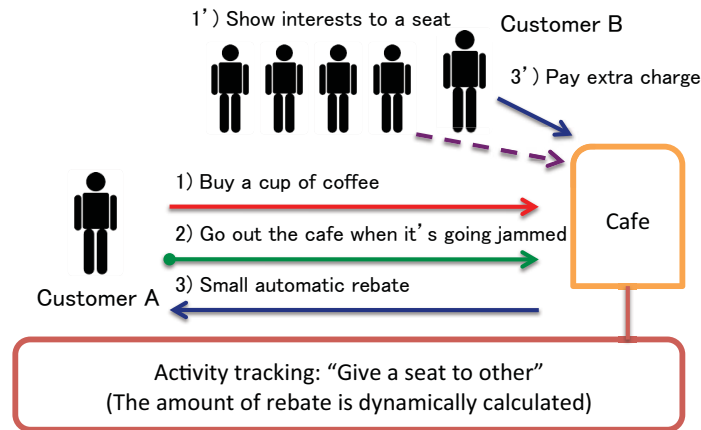 1') Show interests to a seat
Customer B
3') Pay extra charge
1) Buy a cup of coffee
Cafe
2) Go out the cafe when it's going jammed
3) Small automatic rebate
Customer A
Activity tracking: “Give a seat to other”
(The amount of rebate is dynamically calculated)